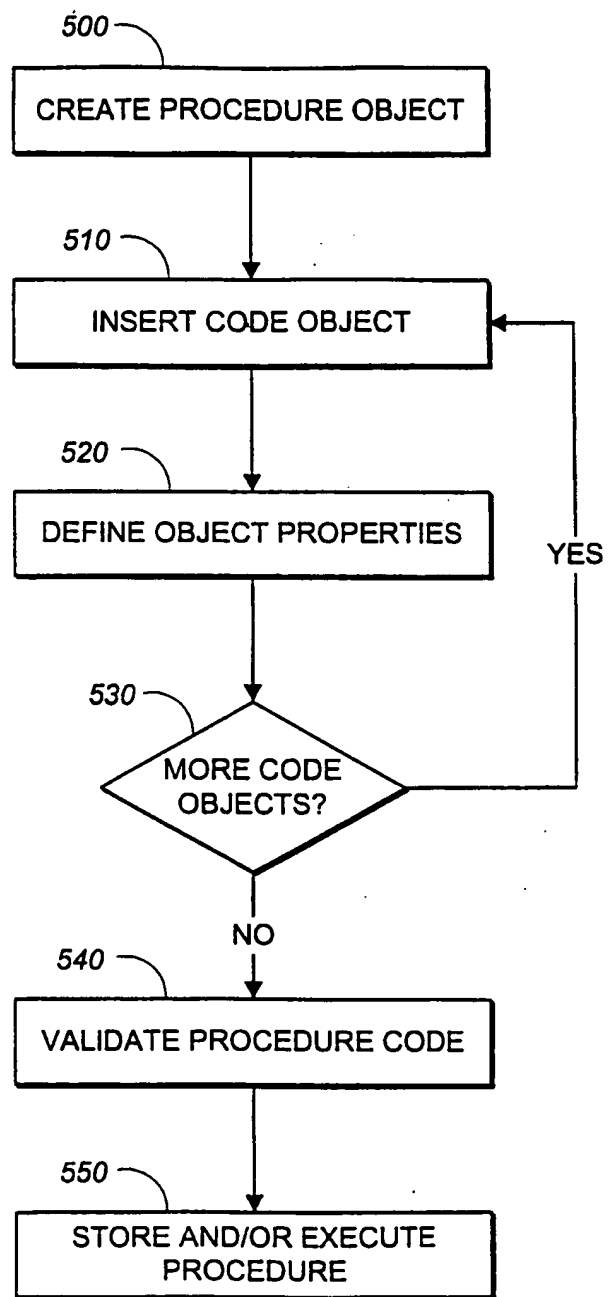 500
CREATE PROCEDURE OBJECT
510
INSERT CODE OBJECT
520
DEFINE OBJECT PROPERTIES
YES
530
MORE CODE
OBJECTS?
NO
540
VALIDATE PROCEDURE CODE
550
STORE AND/OR EXECUTE
PROCEDURE